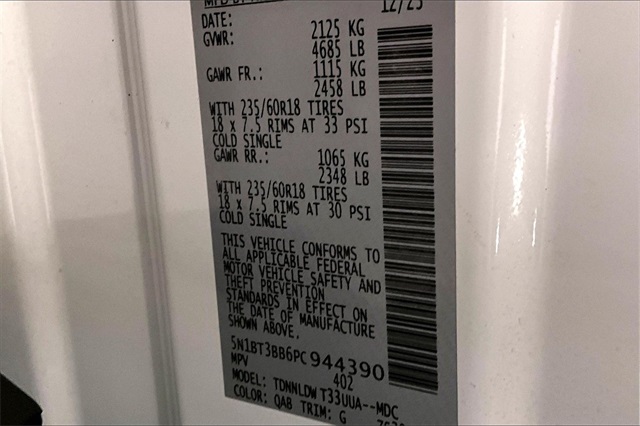 12/23
DATE:
GVWR: 2125 KG
4685 LB
GAWR FR.: 1115 KG
2458 LB
WITH 235/60R18 TIRES
18 x 7.5 RIMS AT 33 PSI
COLD SINGLE
GAWR RR.: 1065 KG
2348 LB
WITH 235/60R18 TIRES
18 x 7.5 RIMS AT 30 PSI
COLD SINGLE
THIS VEHICLE CONFORMS TO
ALL APPLICABLE FEDERAL
MOTOR VEHICLE SAFETY AND
THEFT PREVENTION
STANDARDS IN EFFECT ON
THE DATE OF MANUFACTURE
SHOWN ABOVE.
5N1BT3BB6PC944390
MPV 402
MODEL: TDNNLDW T33UUA--MDC
COLOR: QAB TRIM: G